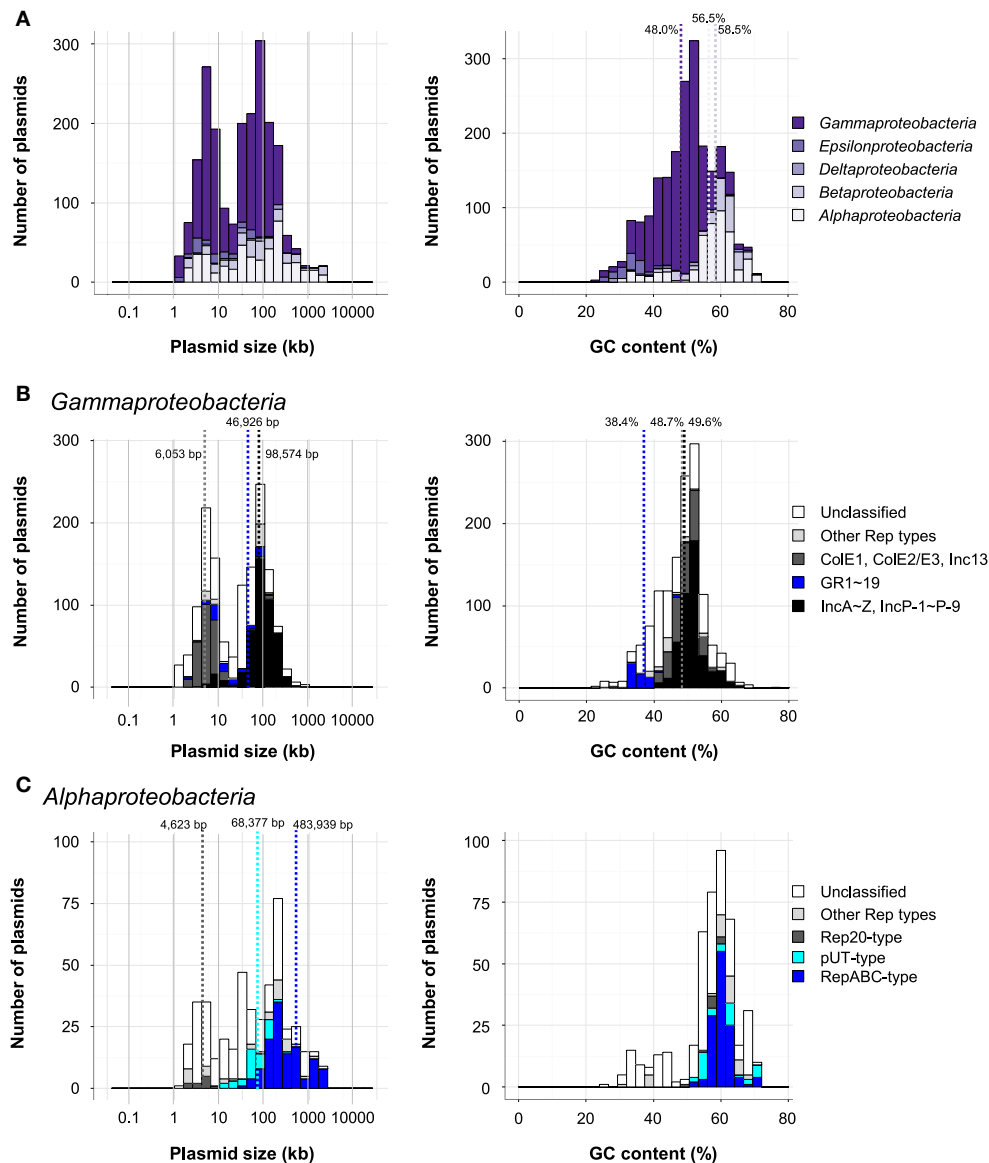 A
Number of plasmids
300
200
100
0
0.1 1 10 100 1000 10000
Plasmid size (kb)
Number of plasmids
300
200
100
0
48.0%
56.5%
58.5%
0 20 40 60 80
GC content (%)
Gammaproteobacteria
Epsilonproteobacteria
Deltaproteobacteria
Betaproteobacteria
Alphaproteobacteria
B
Gammaproteobacteria
Number of plasmids
300
200
100
0
6,053 bp
46,926 bp
98,574 bp
0.1 1 10 100 1000 10000
Plasmid size (kb)
Number of plasmids
300
200
100
0
38.4%
48.7%
49.6%
0 20 40 60 80
GC content (%)
Unclassified
Other Rep types
ColE1, ColE2/E3, Inc13
GR1~19
IncA~Z, IncP-1~P-9
C
Alphaproteobacteria
Number of plasmids
100
75
50
25
0
4,623 bp
68,377 bp
483,939 bp
0.1 1 10 100 1000 10000
Plasmid size (kb)
Number of plasmids
100
75
50
25
0
0 20 40 60 80
GC content (%)
Unclassified
Other Rep types
Rep20-type
pUT-type
RepABC-type